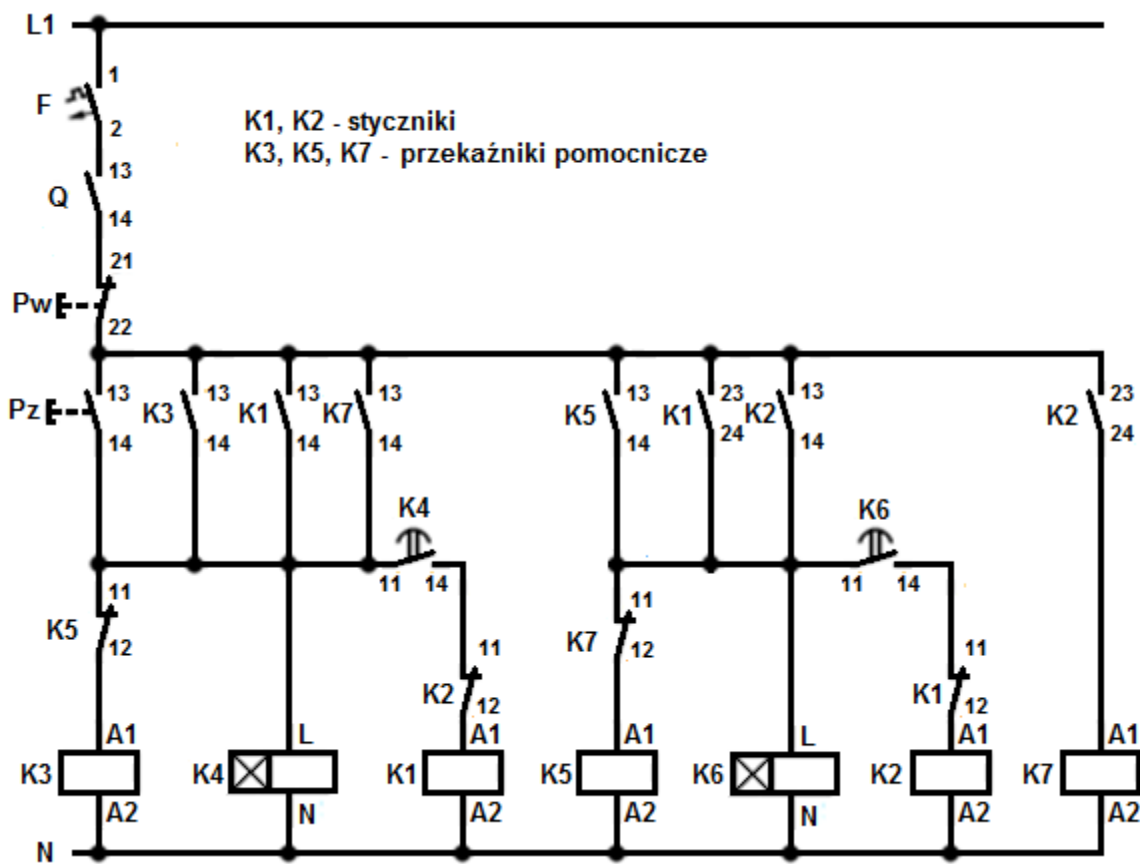 L1
1
F
K1, K2 - styczniki
2
K3, K5, K7 - przekaźniki pomocnicze
13
Q
14
21
Pw
22
Pz 13 K3 13 K1 13 K7 13 K5 13 K1 23 K2 13 K2 23
14 14 14 14 14 24 14 24
K4 K6
11 14 11 14
11 11
K5 12 K7 12
11 11
K2 12 K1 12
A1 L A1 A1 L A1 A1
K3 K4 K1 K5 K6 K2 K7
A2 N A2 A2 N A2 A2
N